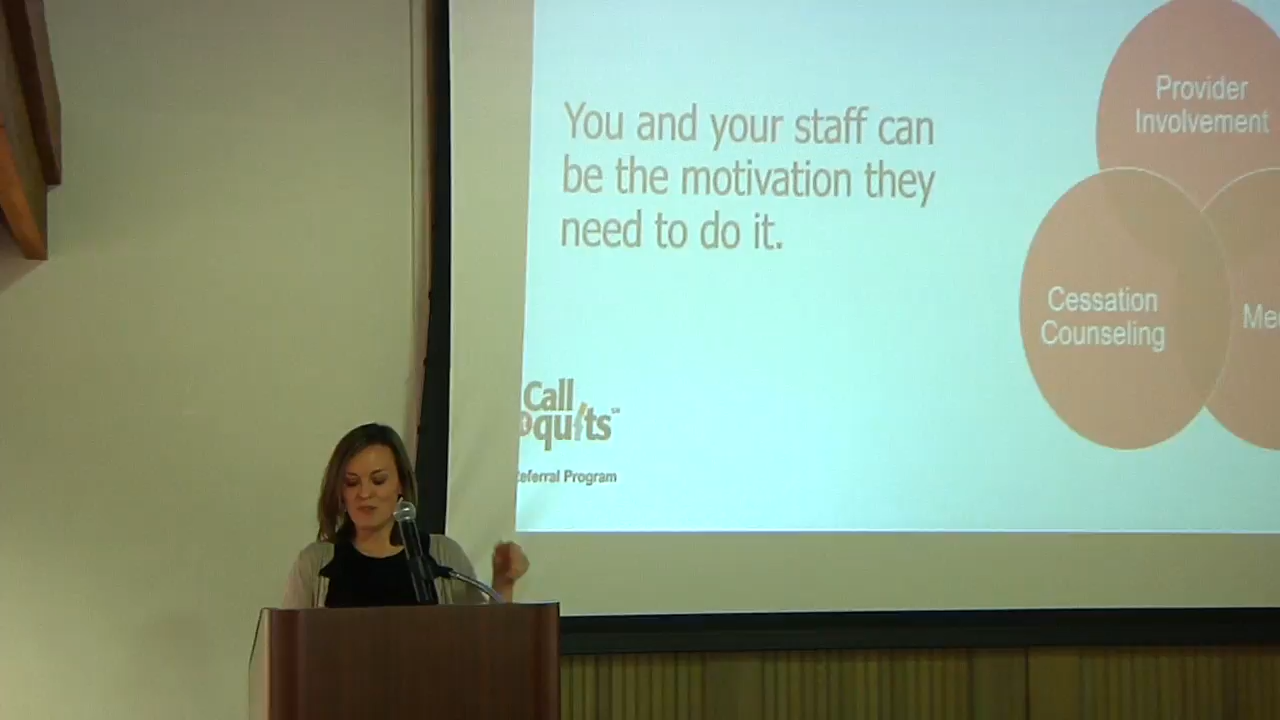 You and your staff can
be the motivation they
need to do it.
Provider
Involvement
Cessation
Counseling
Call
quits
Referral Program